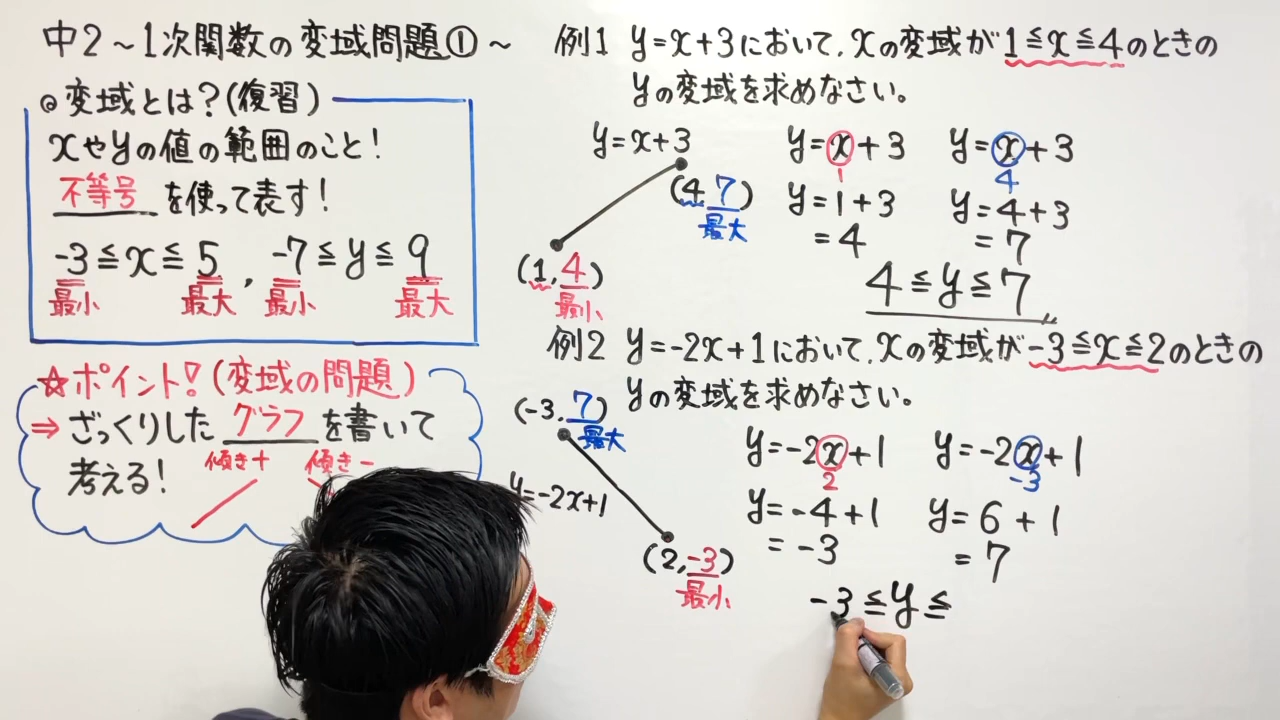 中2~1次関数の変域問題①~
◎変域とは?(復習)
xやyの値の範囲のこと!
不等号を使って表す!
-3≦x≦5, -7≦y≦9
最小 最大 最小 最大
☆ポイント!(変域の問題)
⇒ざっくりしたグラフを書いて
考える!
傾き+ 傾き-
例1 y=x+3において、xの変域が1≦x≦4のときの
yの変域を求めなさい。
y=x+3
(4,7)
最大
(1,4)
最小
y=x+3
1
y=1+3
=4
y=x+3
4
y=4+3
=7
4≦y≦7
例2 y=-2x+1において、xの変域が-3≦x≦2のときの
yの変域を求めなさい。
(-3,7)
最大
y=-2x+1
(2,-3)
最小
y=-2x+1
2
y=-4+1
=-3
y=-2x+1
-3
y=6+1
=7
-3≦y≦